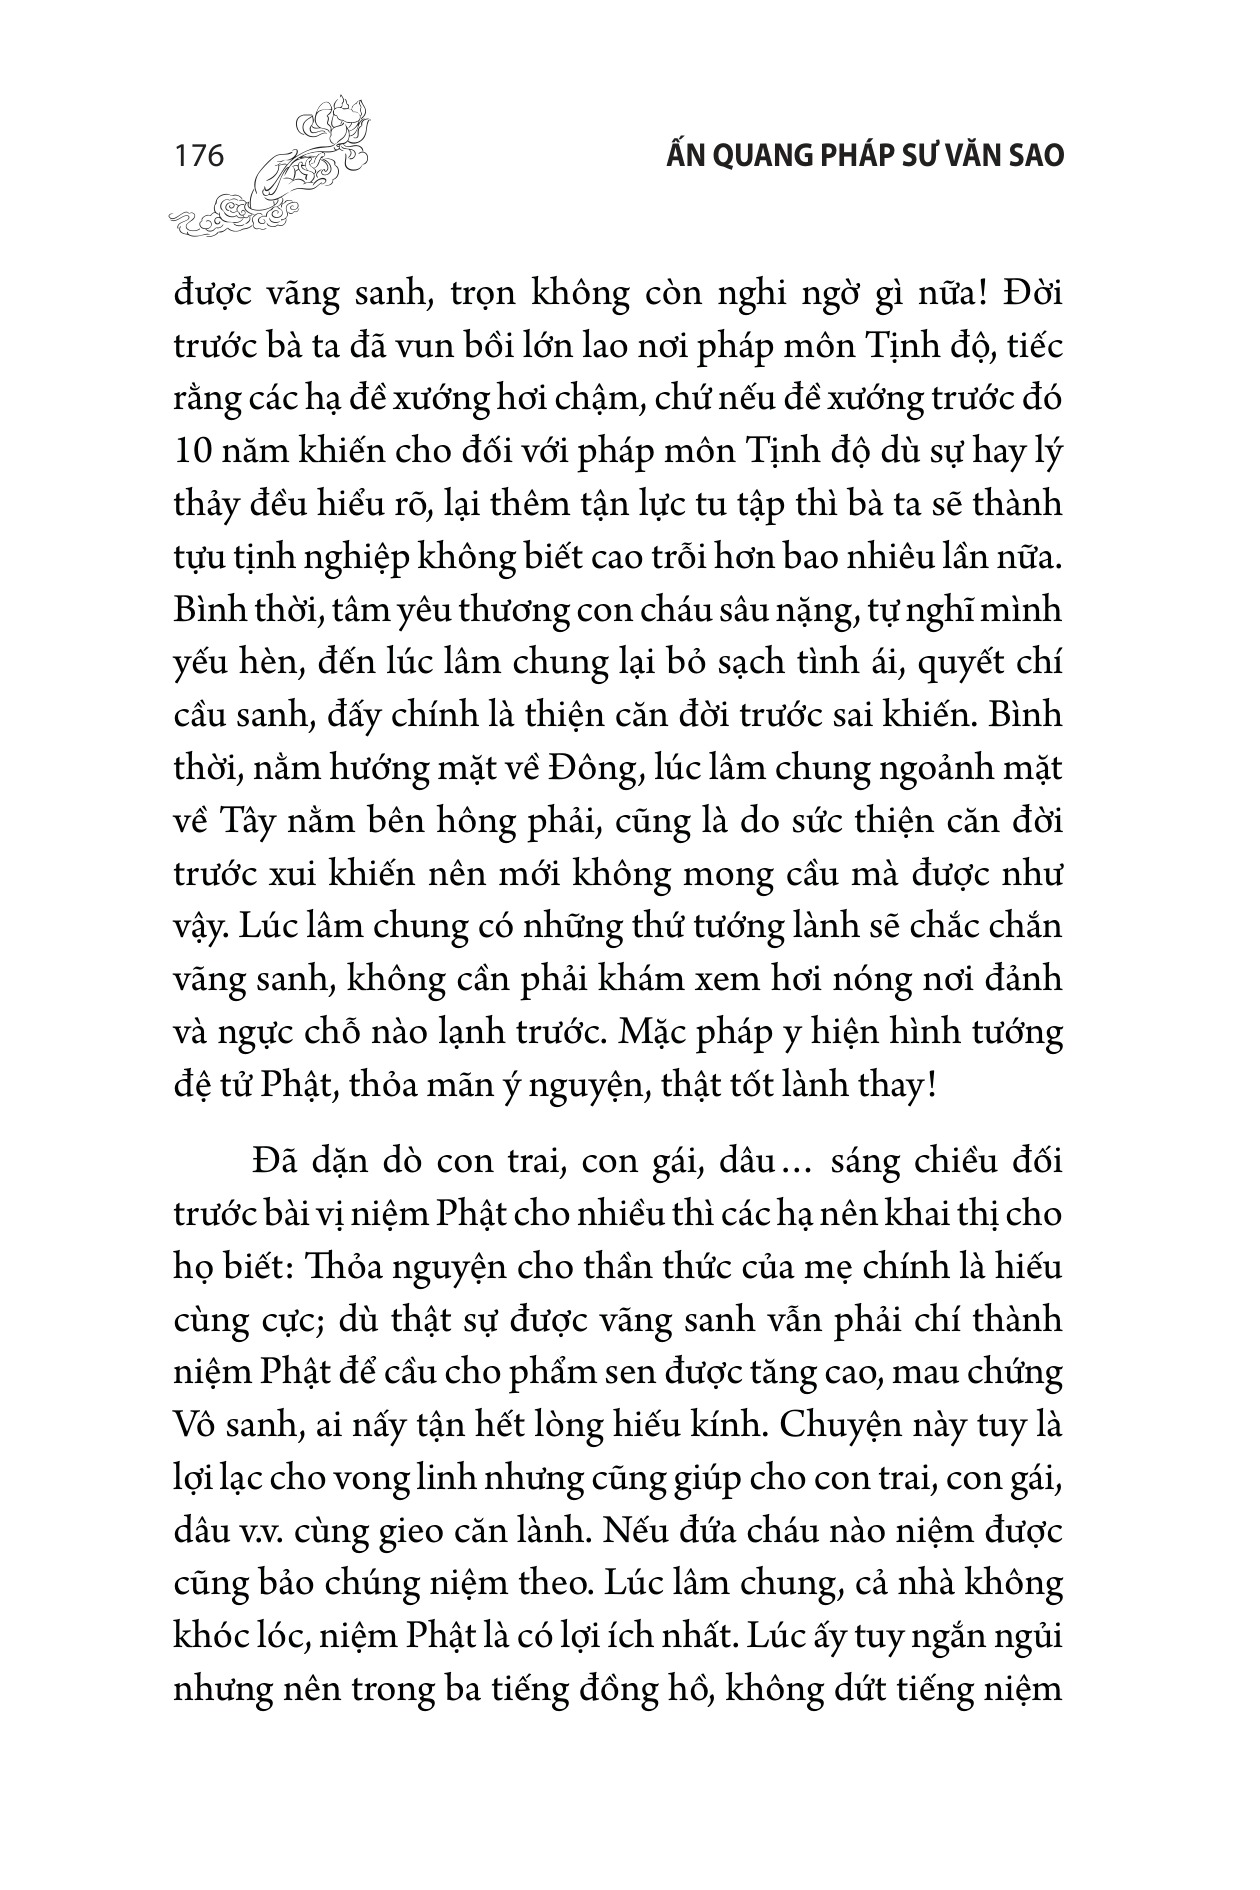 176
ẤN QUANG PHÁP SƯ VĂN SAO
được vãng sanh, trọn không còn nghi ngờ gì nữa! Đời
trước bà ta đã vun bồi lớn lao nơi pháp môn Tịnh độ, tiếc
rằng các hạ đề xướng hơi chậm, chứ nếu đề xướng trước đó
10 năm khiến cho đối với pháp môn Tịnh độ dù sự hay lý
thảy đều hiểu rõ, lại thêm tận lực tu tập thì bà ta sẽ thành
tựu tịnh nghiệp không biết cao trỗi hơn bao nhiêu lần nữa.
Bình thời, tâm yêu thương con cháu sâu nặng, tự nghĩ mình
yếu hèn, đến lúc lâm chung lại bỏ sạch tình ái, quyết chí
cầu sanh, đấy chính là thiện căn đời trước sai khiến. Bình
thời, nằm hướng mặt về Đông, lúc lâm chung ngoảnh mặt
về Tây nằm bên hông phải, cũng là do sức thiện căn đời
trước xui khiến nên mới không mong cầu mà được như
vậy. Lúc lâm chung có những thứ tướng lành sẽ chắc chắn
vãng sanh, không cần phải khám xem hơi nóng nơi đảnh
và ngực chỗ nào lạnh trước. Mặc pháp y hiện hình tướng
đệ tử Phật, thỏa mãn ý nguyện, thật tốt lành thay!
Đã dặn dò con trai, con gái, dâu… sáng chiều đối
trước bài vị niệm Phật cho nhiều thì các hạ nên khai thị cho
họ biết: Thỏa nguyện cho thần thức của mẹ chính là hiếu
cùng cực; dù thật sự được vãng sanh vẫn phải chí thành
niệm Phật để cầu cho phẩm sen được tăng cao, mau chứng
Vô sanh, ai nấy tận hết lòng hiếu kính. Chuyện này tuy là
lợi lạc cho vong linh nhưng cũng giúp cho con trai, con gái,
dâu v.v. cùng gieo căn lành. Nếu đứa cháu nào niệm được
cũng bảo chúng niệm theo. Lúc lâm chung, cả nhà không
khóc lóc, niệm Phật là có lợi ích nhất. Lúc ấy tuy ngắn ngủi
nhưng nên trong ba tiếng đồng hồ, không dứt tiếng niệm